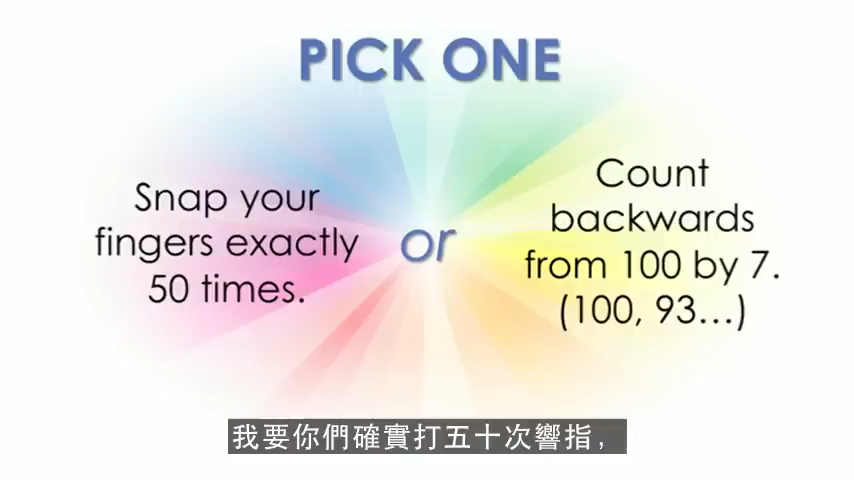 PICK ONE
Snap your
fingers exactly
50 times.
or
Count
backwards
from 100 by 7.
(100, 93...)
我要你們確實打五十次響指，